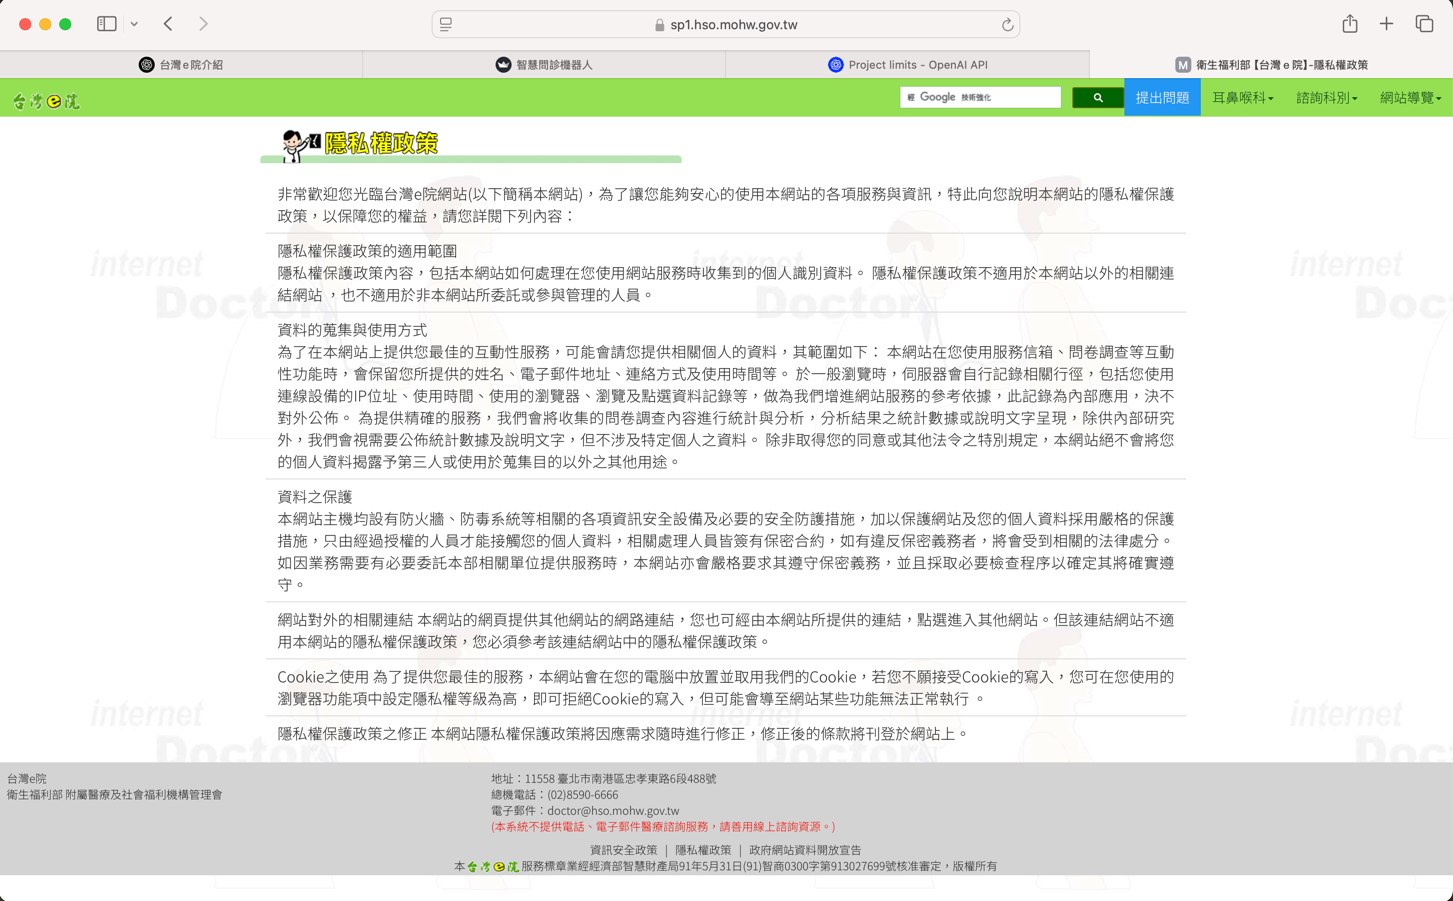 sp1.hso.mohw.gov.tw
台灣ｅ院介紹
智慧問診機器人
Project limits - OpenAI API
M 衛生福利部【台灣ｅ院】-隱私權政策
台灣e院
經 Google 技術強化
提出問題
耳鼻喉科
諮詢科別
網站導覽
隱私權政策
非常歡迎您光臨台灣e院網站(以下簡稱本網站)，為了讓您能夠安心的使用本網站的各項服務與資訊，特此向您說明本網站的隱私權保護
政策，以保障您的權益，請您詳閱下列內容：
隱私權保護政策的適用範圍
隱私權保護政策內容，包括本網站如何處理在您使用網站服務時收集到的個人識別資料。 隱私權保護政策不適用於本網站以外的相關連
結網站 ，也不適用於非本網站所委託或參與管理的人員。
資料的蒐集與使用方式
為了在本網站上提供您最佳的互動性服務，可能會請您提供相關個人的資料，其範圍如下： 本網站在您使用服務信箱、問卷調查等互動
性功能時，會保留您所提供的姓名、電子郵件地址、連絡方式及使用時間等。 於一般瀏覽時，伺服器會自行記錄相關行徑，包括您使用
連線設備的IP位址、使用時間、使用的瀏覽器、瀏覽及點選資料記錄等，做為我們增進網站服務的參考依據，此記錄為內部應用，決不
對外公佈。 為提供精確的服務，我們會將收集的問卷調查內容進行統計與分析，分析結果之統計數據或說明文字呈現，除供內部研究
外，我們會視需要公佈統計數據及說明文字，但不涉及特定個人之資料。 除非取得您的同意或其他法令之特別規定，本網站絕不會將您
的個人資料揭露予第三人或使用於蒐集目的以外之其他用途。
資料之保護
本網站主機均設有防火牆、防毒系統等相關的各項資訊安全設備及必要的安全防護措施，加以保護網站及您的個人資料採用嚴格的保護
措施，只由經過授權的人員才能接觸您的個人資料，相關處理人員皆簽有保密合約，如有違反保密義務者，將會受到相關的法律處分。
如因業務需要有必要委託本部相關單位提供服務時，本網站亦會嚴格要求其遵守保密義務，並且採取必要檢查程序以確定其將確實遵
守。
網站對外的相關連結 本網站的網頁提供其他網站的網路連結，您也可經由本網站所提供的連結，點選進入其他網站。但該連結網站不適
用本網站的隱私權保護政策，您必須參考該連結網站中的隱私權保護政策。
Cookie之使用 為了提供您最佳的服務，本網站會在您的電腦中放置並取用我們的Cookie，若您不願接受Cookie的寫入，您可在您使用的
瀏覽器功能項中設定隱私權等級為高，即可拒絕Cookie的寫入，但可能會導至網站某些功能無法正常執行 。
隱私權保護政策之修正 本網站隱私權保護政策將因應需求隨時進行修正，修正後的條款將刊登於網站上。
internet
Doctor
internet
Doctor
internet
Doct
internet
Doctor
internet
Doctor
internet
Doct
台灣e院
衛生福利部 附屬醫療及社會福利機構管理會
地址：11558 臺北市南港區忠孝東路6段488號
總機電話：(02)8590-6666
電子郵件：doctor@hso.mohw.gov.tw
(本系統不提供電話、電子郵件醫療諮詢服務，請善用線上諮詢資源。)
資訊安全政策 │ 隱私權政策 │ 政府網站資料開放宣告
本台灣e院服務標章業經經濟部智慧財產局91年5月31日(91)智商0300字第913027699號核准審定，版權所有